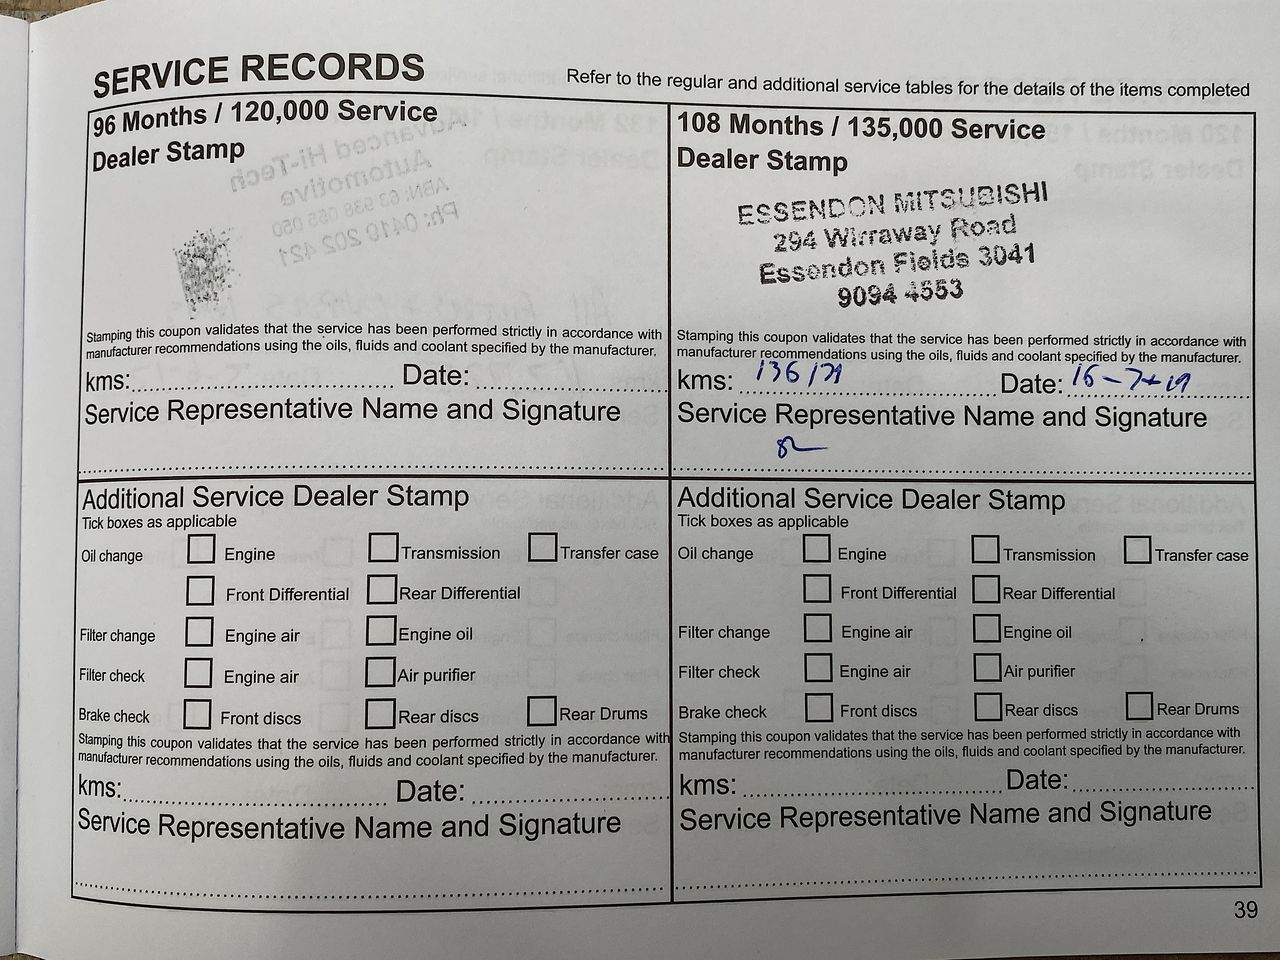 SERVICE RECORDS
Refer to the regular and additional service tables for the details of the items completed
96 Months / 120,000 Service
Dealer Stamp
Advanced Hi-Tech
Automotive
Ph: 0410 202 421
Stamping this coupon validates that the service has been performed strictly in accordance with
manufacturer recommendations using the oils, fluids and coolant specified by the manufacturer.
kms: Date:
Service Representative Name and Signature
108 Months / 135,000 Service
Dealer Stamp
ESSENDON MITSUBISHI
294 Wirraway Road
Essendon Fields 3041
9094 4553
Stamping this coupon validates that the service has been performed strictly in accordance with
manufacturer recommendations using the oils, fluids and coolant specified by the manufacturer.
kms: Date:
Service Representative Name and Signature
Additional Service Dealer Stamp
Tick boxes as applicable
Oil change Engine Transmission Transfer case
Front Differential Rear Differential
Filter change Engine air Engine oil
Filter check Engine air Air purifier
Brake check Front discs Rear discs Rear Drums
Stamping this coupon validates that the service has been performed strictly in accordance with
manufacturer recommendations using the oils, fluids and coolant specified by the manufacturer.
kms: Date:
Service Representative Name and Signature
Additional Service Dealer Stamp
Tick boxes as applicable
Oil change Engine Transmission Transfer case
Front Differential Rear Differential
Filter change Engine air Engine oil
Filter check Engine air Air purifier
Brake check Front discs Rear discs Rear Drums
Stamping this coupon validates that the service has been performed strictly in accordance with
manufacturer recommendations using the oils, fluids and coolant specified by the manufacturer.
kms: Date:
Service Representative Name and Signature
39